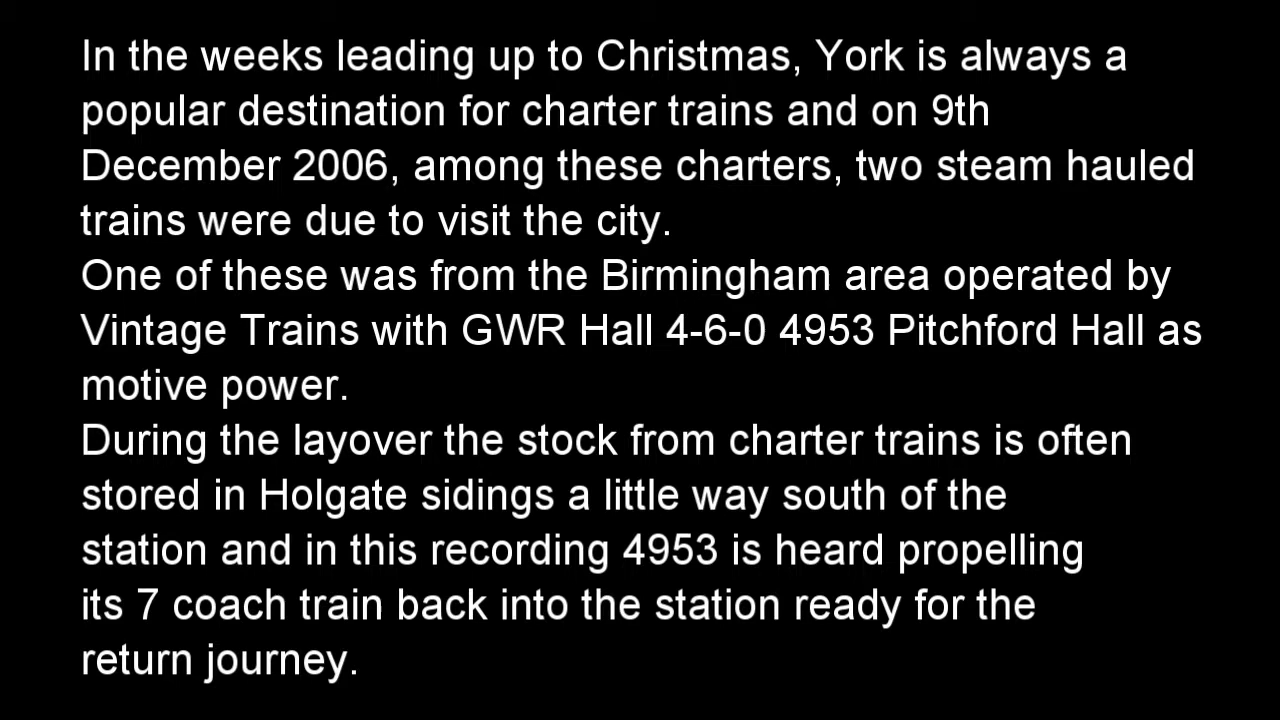 In the weeks leading up to Christmas, York is always a
popular destination for charter trains and on 9th
December 2006, among these charters, two steam hauled
trains were due to visit the city.
One of these was from the Birmingham area operated by
Vintage Trains with GWR Hall 4-6-0 4953 Pitchford Hall as
motive power.
During the layover the stock from charter trains is often
stored in Holgate sidings a little way south of the
station and in this recording 4953 is heard propelling
its 7 coach train back into the station ready for the
return journey.